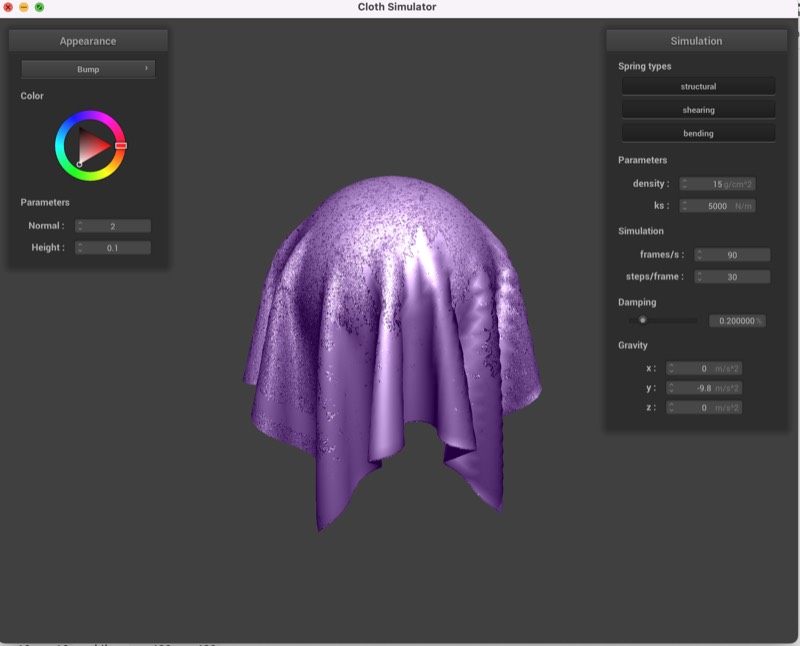 Cloth Simulator
Appearance
Bump
Color
Parameters
Normal : 2
Height : 0.1
Simulation
Spring types
structural
shearing
bending
Parameters
density : 15 g/cm^2
ks : 5000 N/m
Simulation
frames/s : 90
steps/frame : 30
Damping
0.200000 %
Gravity
x : 0 m/s^2
y : -9.8 m/s^2
z : 0 m/s^2